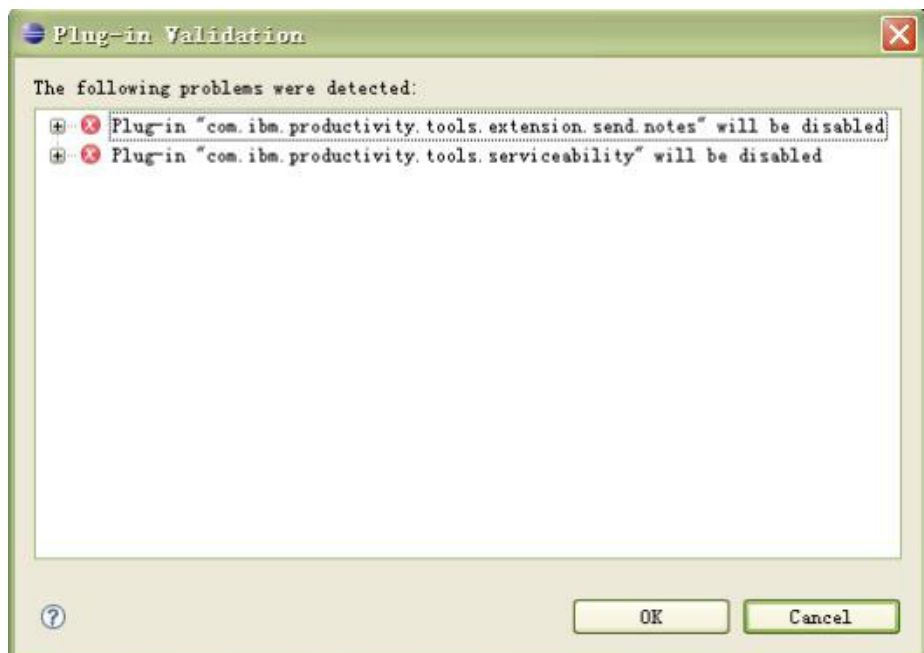 Plug-in Validation
The following problems were detected:
Plug-in "com.ibm.productivity.tools.extension.send.notes" will be disabled
Plug-in "com.ibm.productivity.tools.serviceability" will be disabled
OK
Cancel